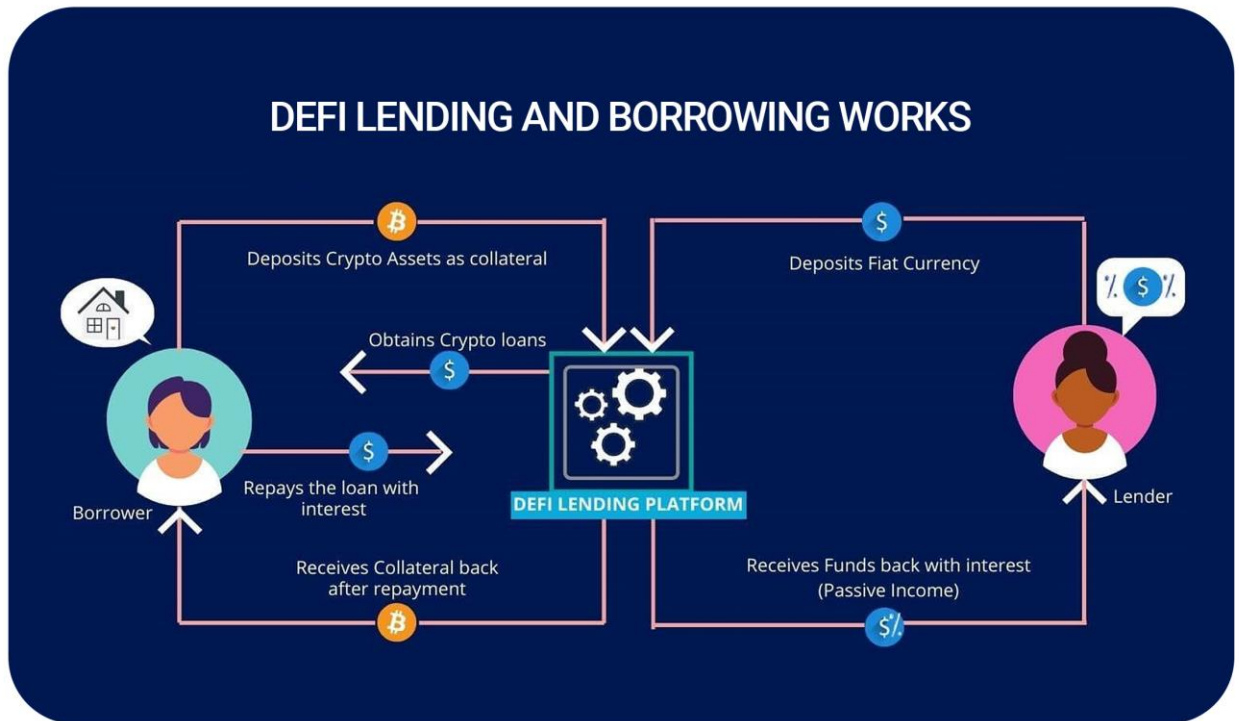 DEFI LENDING AND BORROWING WORKS
Deposits Crypto Assets as collateral
Deposits Fiat Currency
Obtains Crypto loans
Repays the loan with
interest
Borrower
DEFI LENDING PLATFORM
Lender
Receives Collateral back
after repayment
Receives Funds back with interest
(Passive Income)